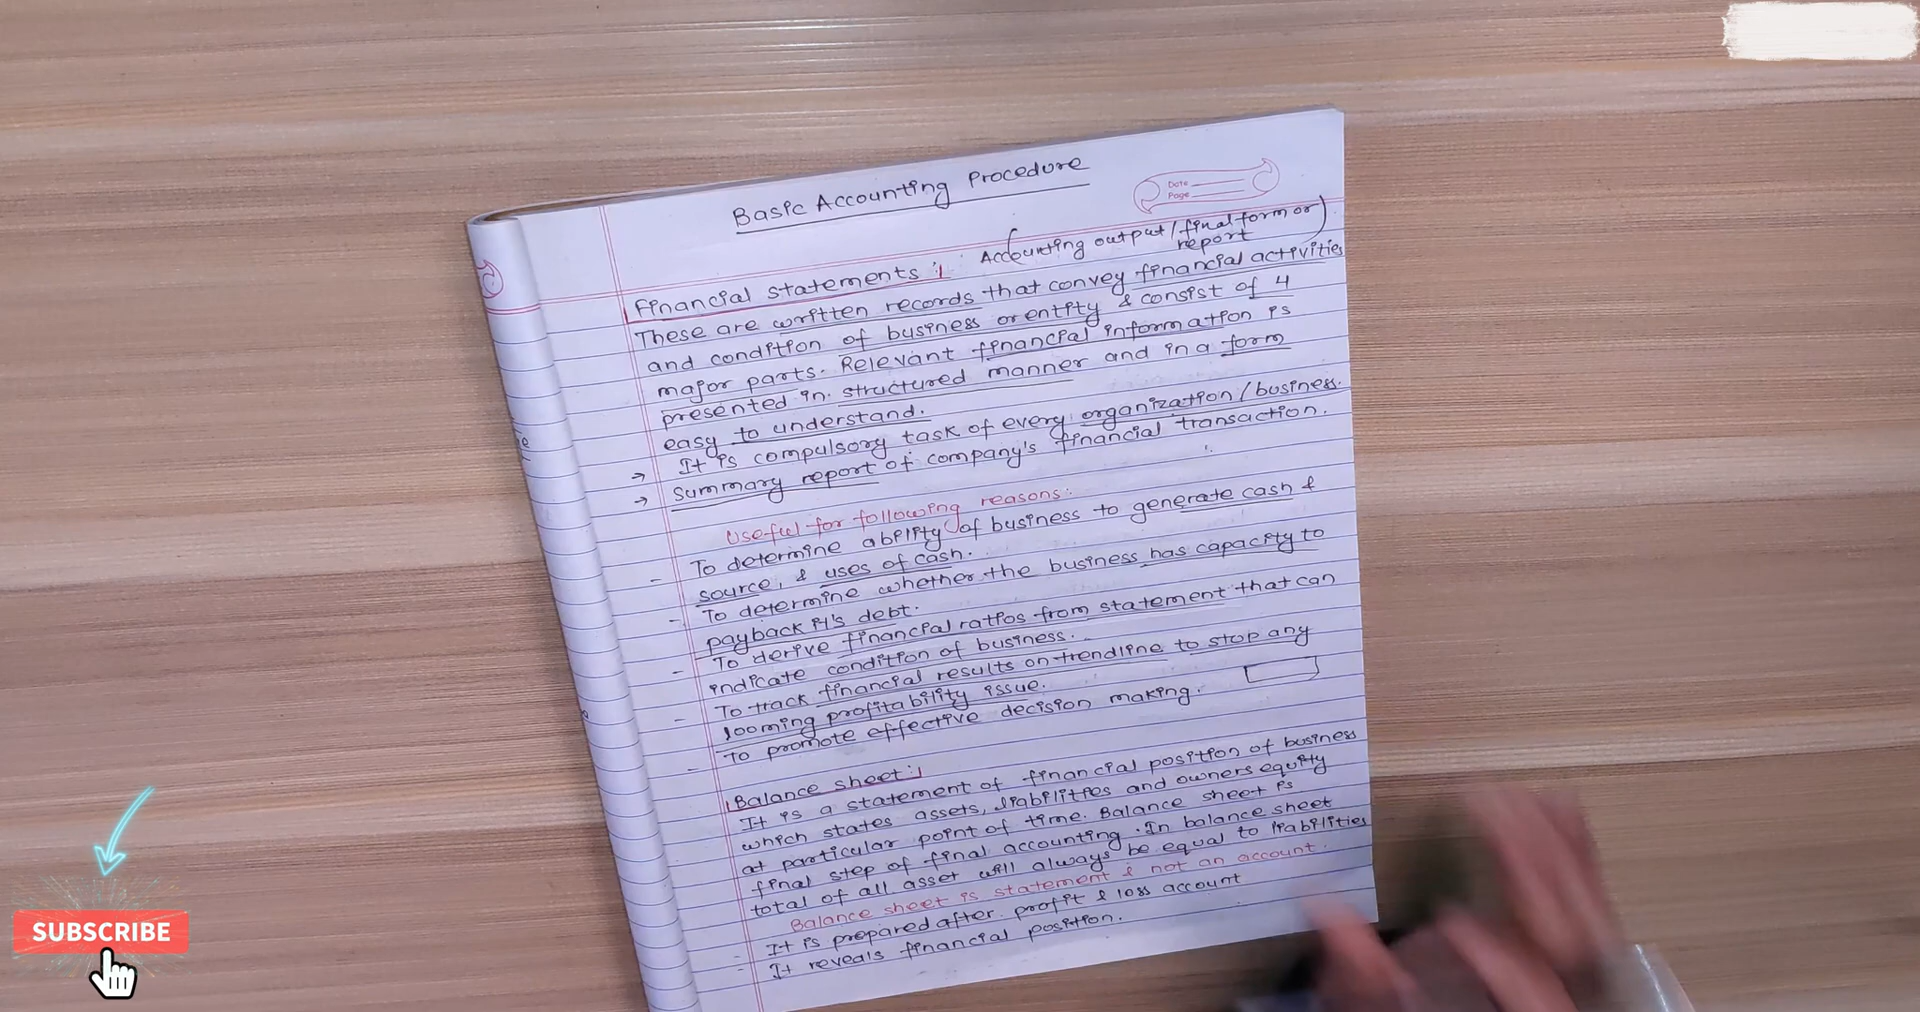 Basic Accounting Procedure
Date
Page
(Accounting output / final form or)
report
Financial statements :
These are written records that convey financial activities
and condition of business or entity & consist of 4
major parts. Relevant financial information is
presented in structured manner and in a form
easy to understand.
→ It is compulsory task of every organization / business.
→ summary report of company's financial transaction.
Useful for following reasons:
- To determine ability of business to generate cash &
source, & uses of cash.
- To determine whether the business has capacity to
payback it's debt.
- To derive financial ratios from statement that can
indicate condition of business.
- To track financial results on trendline to stop any
looming profitability issue.
- To promote effective decision making.
Balance sheet :
It is a statement of financial position of business
which states assets, liabilities and owners equity
at particular point of time. Balance sheet is
final step of final accounting. In balance sheet
total of all asset will always be equal to liabilities
Balance sheet is statement & not an account.
- It is prepared after profit & loss account
- It reveals financial position.
SUBSCRIBE